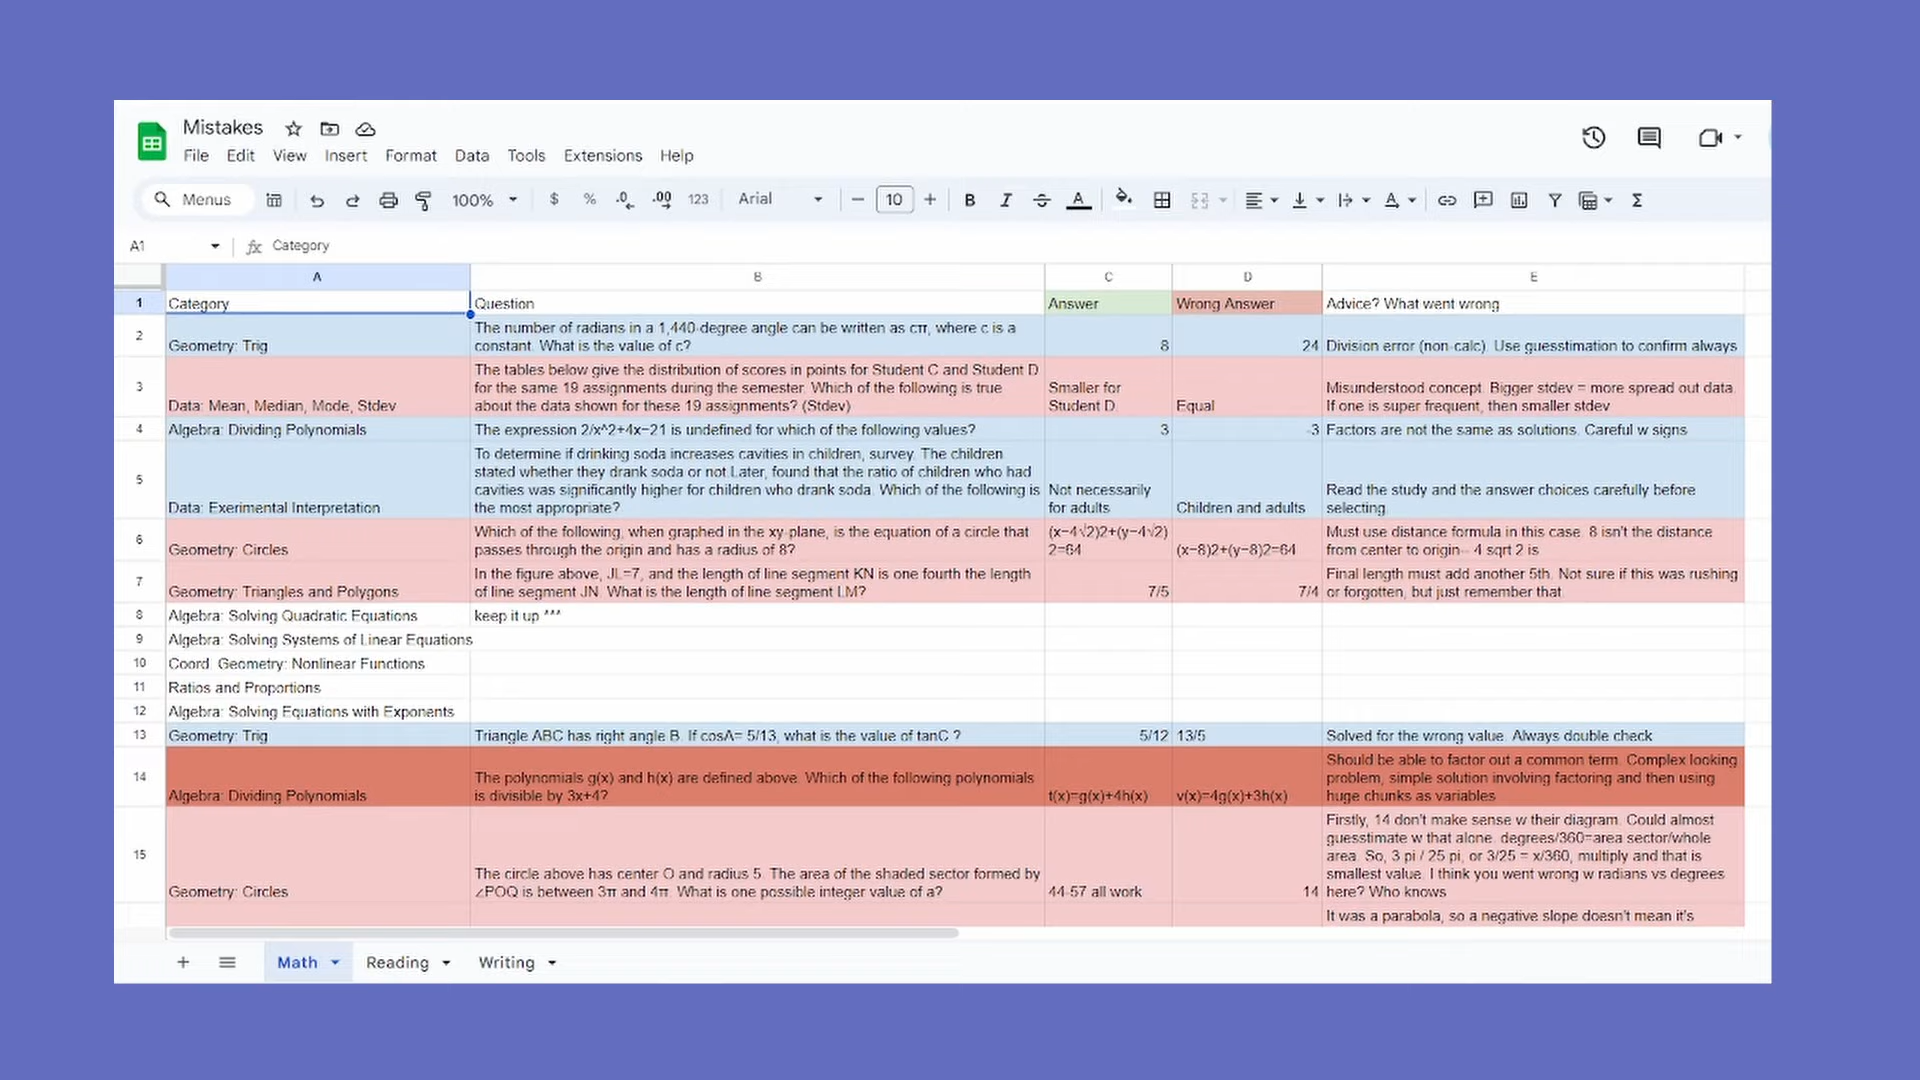 Mistakes
File Edit View Insert Format Data Tools Extensions Help
Menus 100% $ % .0 .00 123 Arial 10 B I A
A1 fx Category
A B C D E
1 Category Question Answer Wrong Answer Advice? What went wrong
2 Geometry: Trig
The number of radians in a 1,440-degree angle can be written as cπ, where c is a
constant. What is the value of c?
8
24
Division error (non-calc). Use guesstimation to confirm always
3 Data: Mean, Median, Mode, Stdev
The tables below give the distribution of scores in points for Student C and Student D
for the same 19 assignments during the semester. Which of the following is true
about the data shown for these 19 assignments? (Stdev)
Smaller for
Student D
Equal
Misunderstood concept. Bigger stdev = more spread out data.
If one is super frequent, then smaller stdev
4 Algebra: Dividing Polynomials
The expression 2/x^2+4x−21 is undefined for which of the following values?
3
-3
Factors are not the same as solutions. Careful w signs
5 Data: Exerimental Interpretation
To determine if drinking soda increases cavities in children, survey. The children
stated whether they drank soda or not.Later, found that the ratio of children who had
cavities was significantly higher for children who drank soda. Which of the following is
the most appropriate?
Not necessarily
for adults
Children and adults
Read the study and the answer choices carefully before
selecting.
6 Geometry: Circles
Which of the following, when graphed in the xy-plane, is the equation of a circle that
passes through the origin and has a radius of 8?
(x−4√2)2+(y−4√2)
2=64
(x−8)2+(y−8)2=64
Must use distance formula in this case. 8 isn't the distance
from center to origin-- 4 sqrt 2 is
7 Geometry: Triangles and Polygons
In the figure above, JL=7, and the length of line segment KN is one fourth the length
of line segment JN. What is the length of line segment LM?
7/5
7/4
Final length must add another 5th. Not sure if this was rushing
or forgotten, but just remember that.
8 Algebra: Solving Quadratic Equations keep it up ^^^
9 Algebra: Solving Systems of Linear Equations
10 Coord. Geometry: Nonlinear Functions
11 Ratios and Proportions
12 Algebra: Solving Equations with Exponents
13 Geometry: Trig
Triangle ABC has right angle B. If cosA= 5/13, what is the value of tanC ?
5/12
13/5
Solved for the wrong value. Always double check
14 Algebra: Dividing Polynomials
The polynomials g(x) and h(x) are defined above. Which of the following polynomials
is divisible by 3x+4?
t(x)=g(x)+4h(x)
v(x)=4g(x)+3h(x)
Should be able to factor out a common term. Complex looking
problem, simple solution involving factoring and then using
huge chunks as variables
15 Geometry: Circles
The circle above has center O and radius 5. The area of the shaded sector formed by
∠POQ is between 3π and 4π. What is one possible integer value of a?
44-57 all work
14
Firstly, 14 don't make sense w their diagram. Could almost
guesstimate w that alone. degrees/360=area sector/whole
area. So, 3 pi / 25 pi, or 3/25 = x/360, multiply and that is
smallest value. I think you went wrong w radians vs degrees
here? Who knows
It was a parabola, so a negative slope doesn't mean it's
Math Reading Writing